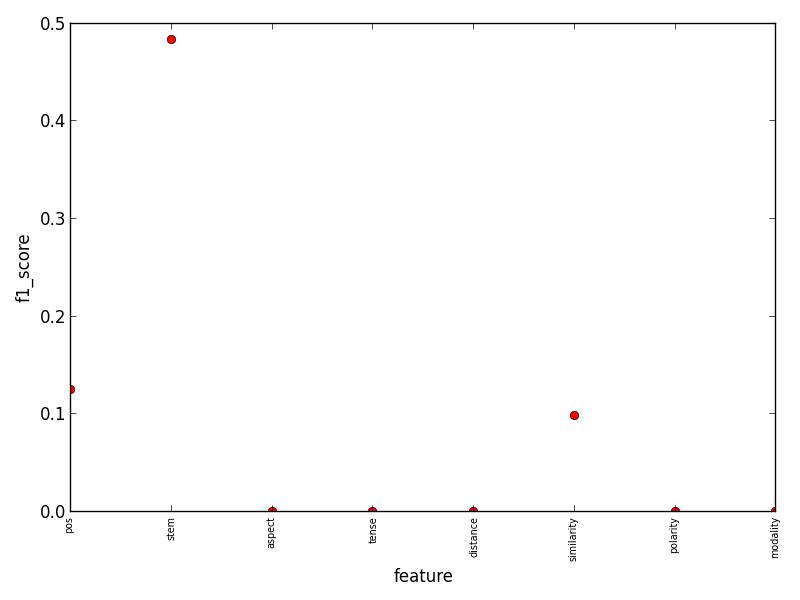 0.5
0.4
0.3
0.2
0.1
0.0
f1_score
pos
stem
aspect
tense
distance
similarity
polarity
modality
feature